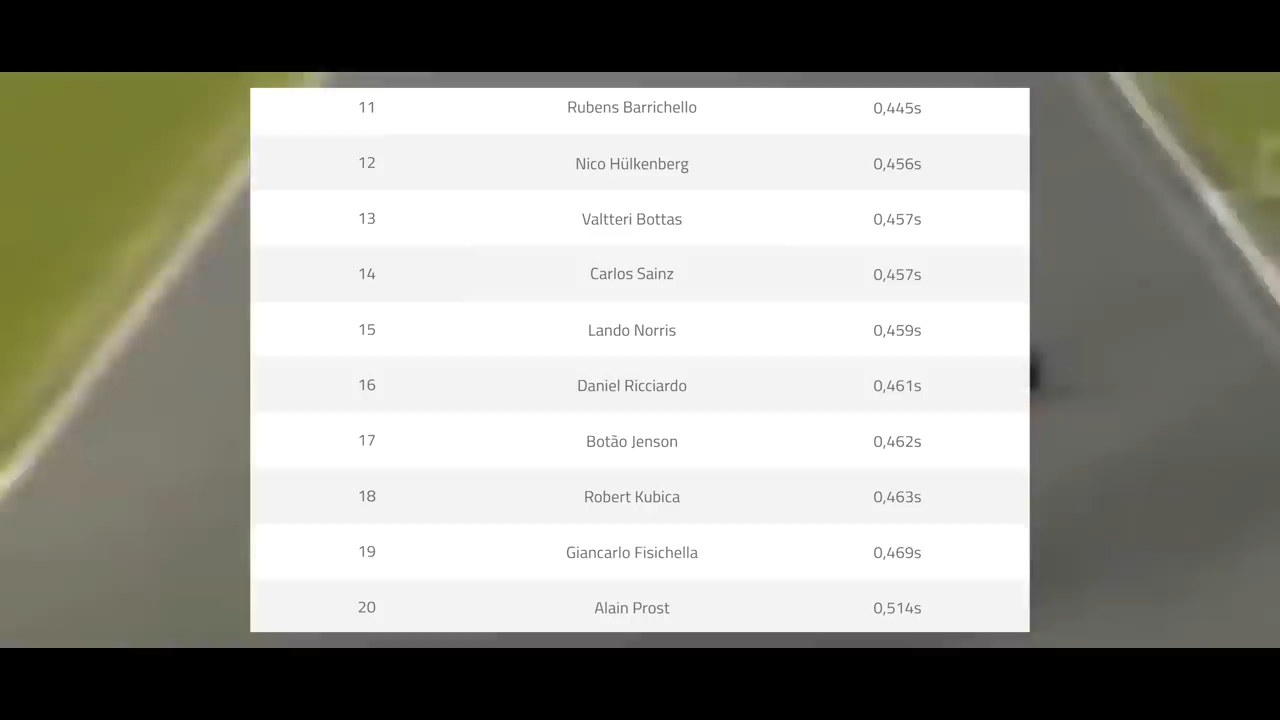 11 Rubens Barrichello 0,445s
12 Nico Hülkenberg 0,456s
13 Valtteri Bottas 0,457s
14 Carlos Sainz 0,457s
15 Lando Norris 0,459s
16 Daniel Ricciardo 0,461s
17 Botão Jenson 0,462s
18 Robert Kubica 0,463s
19 Giancarlo Fisichella 0,469s
20 Alain Prost 0,514s